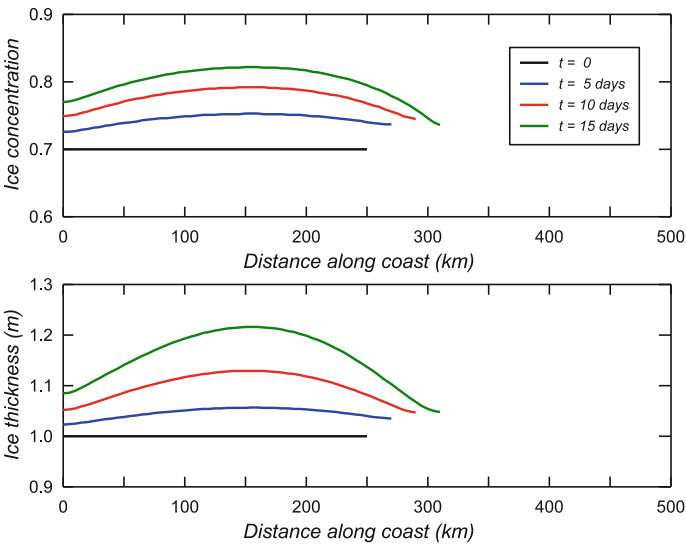 0.9
0.8
0.7
0.6
Ice concentration
t = 0
t = 5 days
t = 10 days
t = 15 days
0 100 200 300 400 500
Distance along coast (km)
1.3
1.2
1.1
1.0
0.9
Ice thickness (m)
0 100 200 300 400 500
Distance along coast (km)